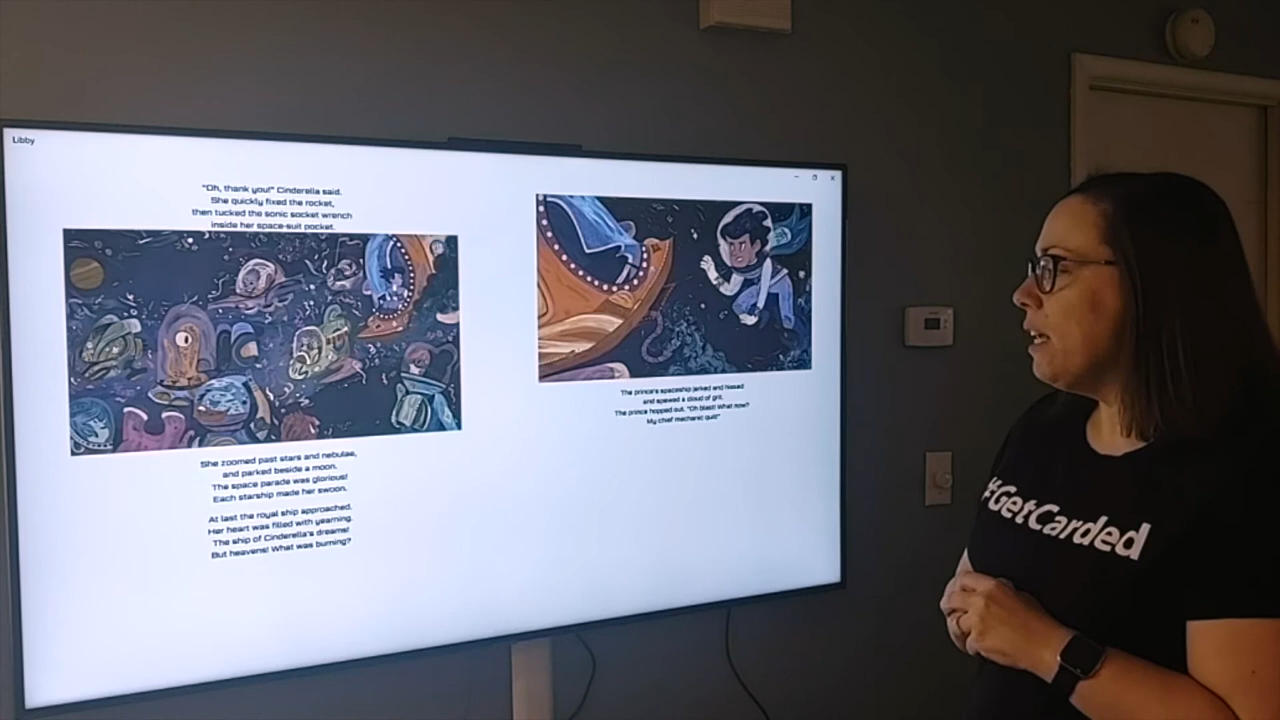 Libby
"Oh, thank you!" Cinderella said.
She quickly fixed the rocket,
then tucked the sonic socket wrench
inside her space-suit pocket.
She zoomed past stars and nebulae,
and parked beside a moon.
The space parade was glorious!
Each starship made her swoon.
At last the royal ship approached.
Her heart was filled with yearning.
The ship of Cinderella's dreams!
But heavens! What was burning?
The prince's spaceship jerked and hissed
and spewed a cloud of grit.
The prince hopped out. "Oh blast! What now?
My chief mechanic quit!"
#GetCarded